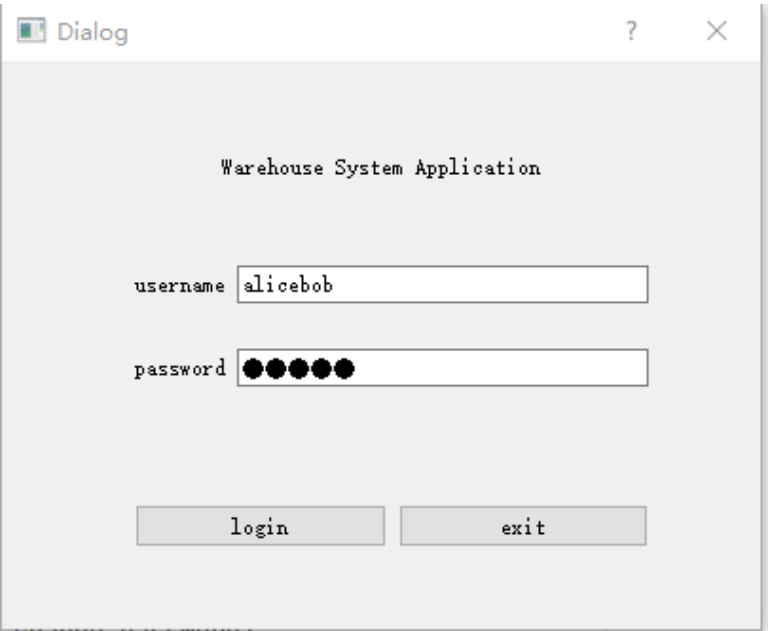 Dialog ?
Warehouse System Application
username alicebob
password ●●●●●
login exit